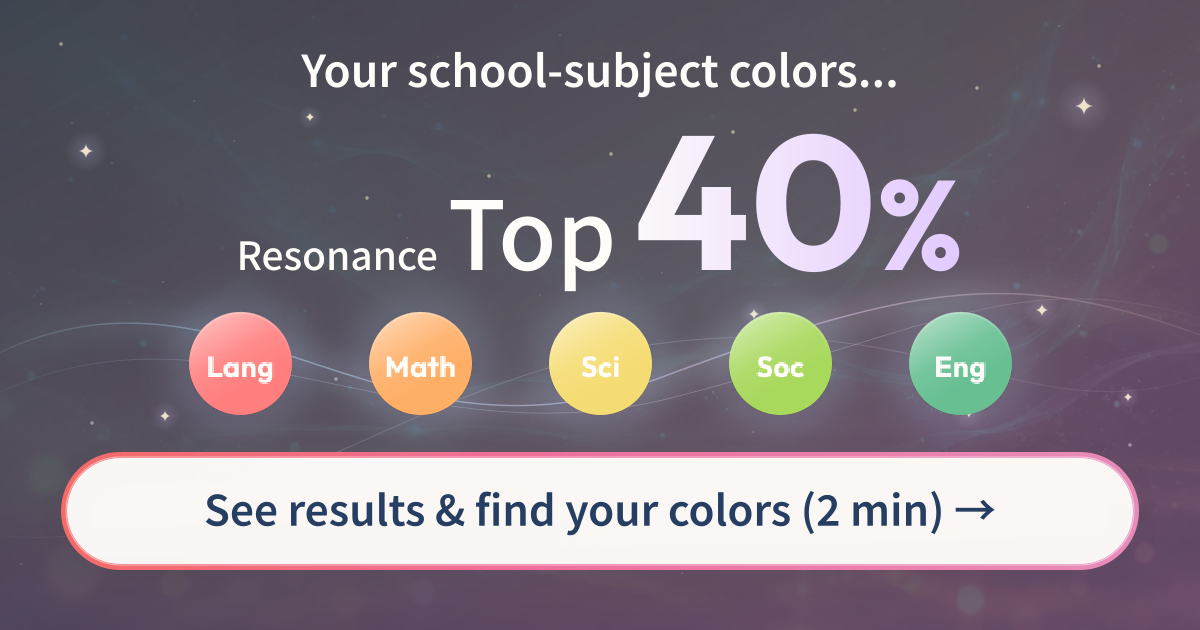 Your school-subject colors...
Resonance Top 40%
Lang Math Sci Soc Eng
See results & find your colors (2 min) →